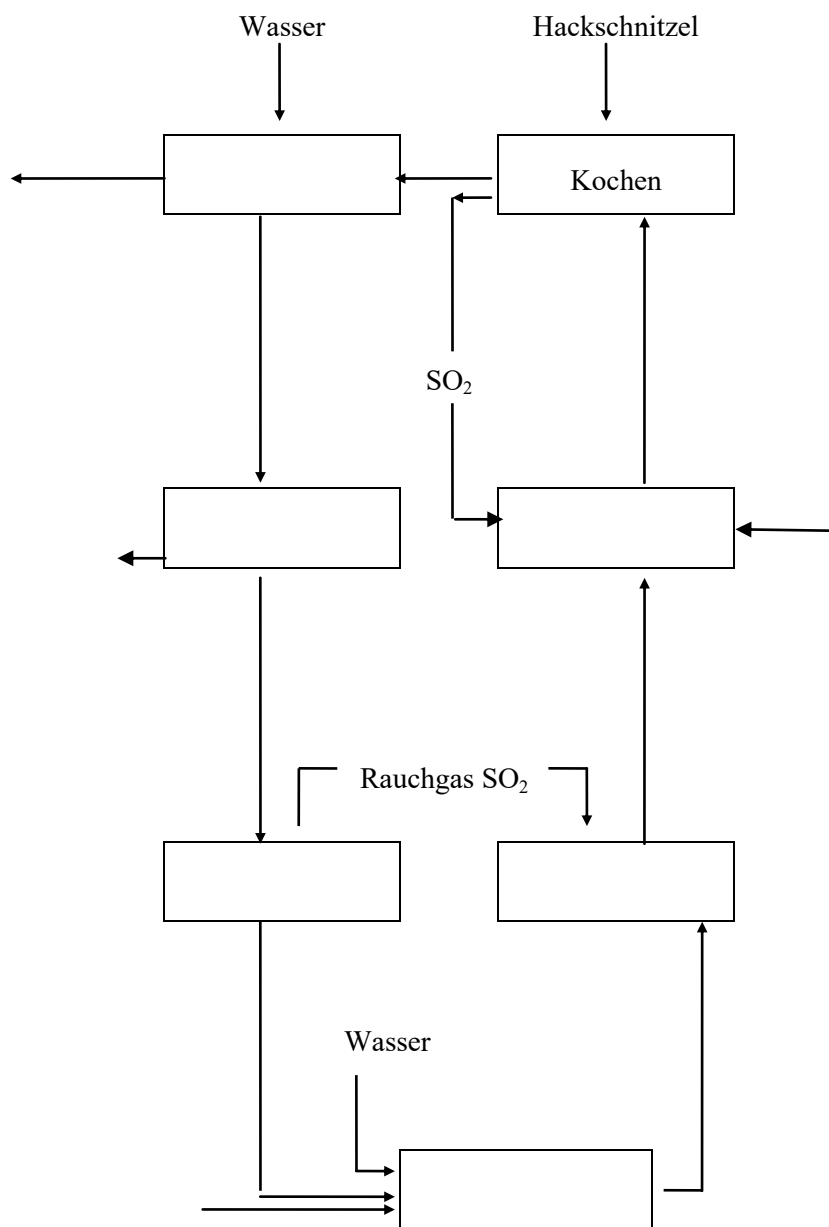 Wasser
Hackschnitzel
Kochen
SO₂
Rauchgas SO₂
Wasser